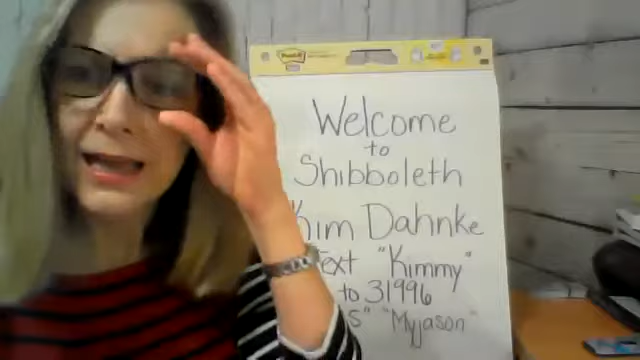 Post-it
Welcome
to
Shibboleth
Kim Dahnke
Text "Kimmy"
to 31996
S" "Myjason"